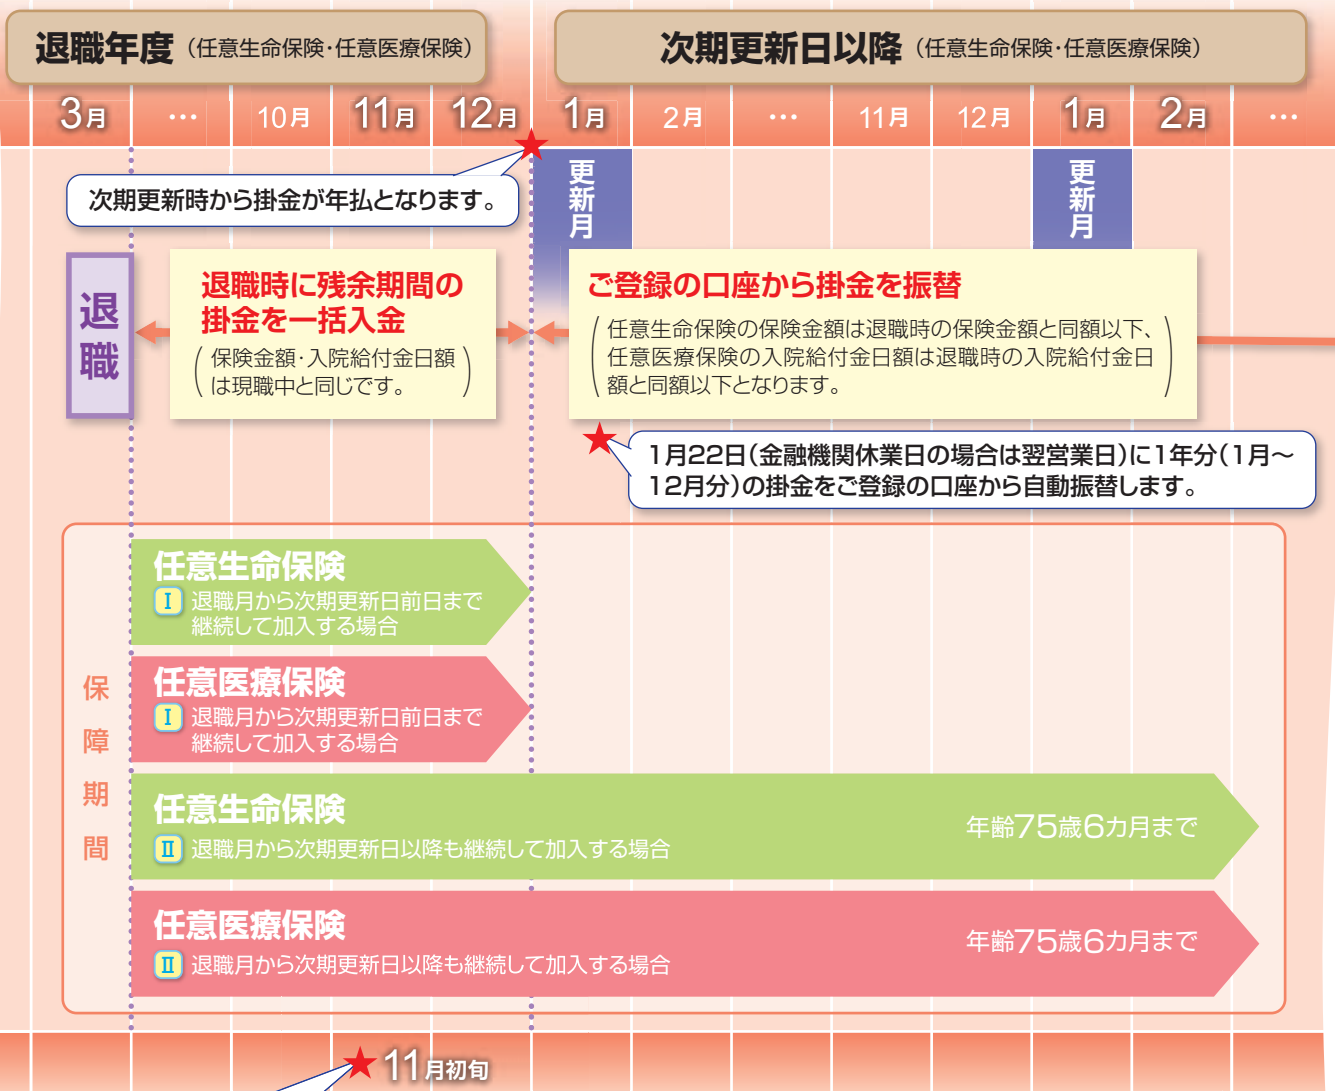 退職年度（任意生命保険・任意医療保険）
次期更新日以降（任意生命保険・任意医療保険）
3月 … 10月 11月 12月 1月 2月 … 11月 12月 1月 2月 …
次期更新時から掛金が年払となります。
更新月
更新月
退職
退職時に残余期間の
掛金を一括入金
（保険金額・入院給付金日額
は現職中と同じです。）
ご登録の口座から掛金を振替
（任意生命保険の保険金額は退職時の保険金額と同額以下、
任意医療保険の入院給付金日額は退職時の入院給付金日
額と同額以下となります。）
1月22日（金融機関休業日の場合は翌営業日）に1年分（1月〜
12月分）の掛金をご登録の口座から自動振替します。
保障期間
任意生命保険
Ⅰ 退職月から次期更新日前日まで
継続して加入する場合
任意医療保険
Ⅰ 退職月から次期更新日前日まで
継続して加入する場合
任意生命保険
Ⅱ 退職月から次期更新日以降も継続して加入する場合
年齢75歳6カ月まで
任意医療保険
Ⅱ 退職月から次期更新日以降も継続して加入する場合
年齢75歳6カ月まで
11月初旬